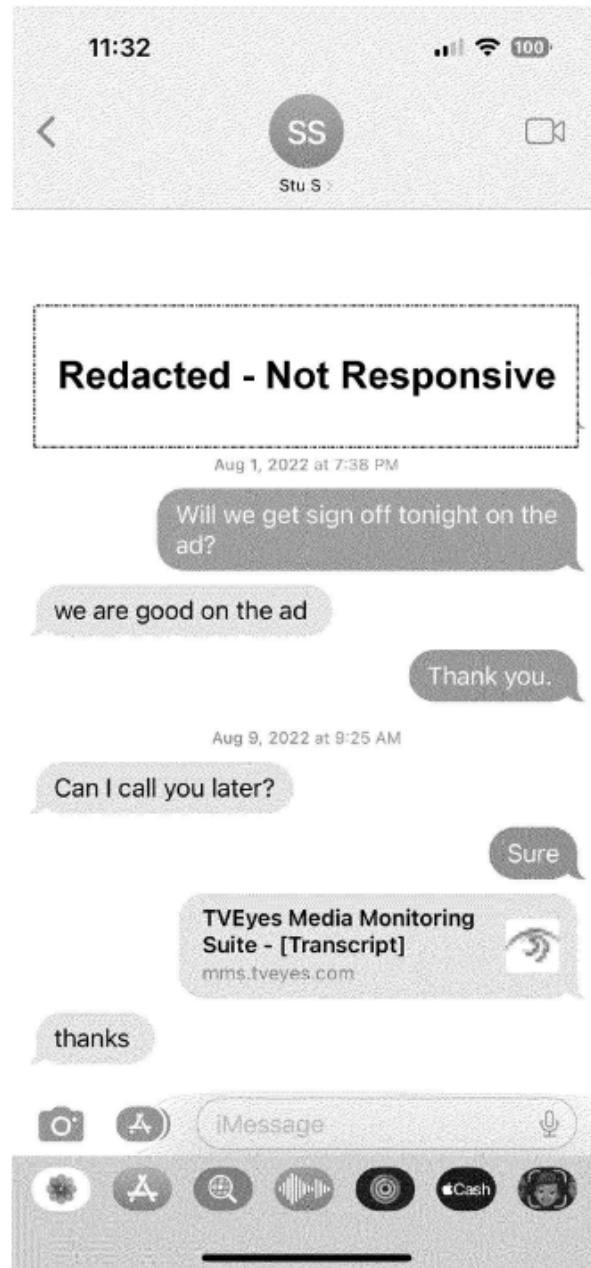 11:32
100
SS
Stu S
Redacted - Not Responsive
Aug 1, 2022 at 7:38 PM
Will we get sign off tonight on the
ad?
we are good on the ad
Thank you.
Aug 9, 2022 at 9:25 AM
Can I call you later?
Sure
TVEyes Media Monitoring
Suite - [Transcript]
mms.tveyes.com
thanks
iMessage
Cash